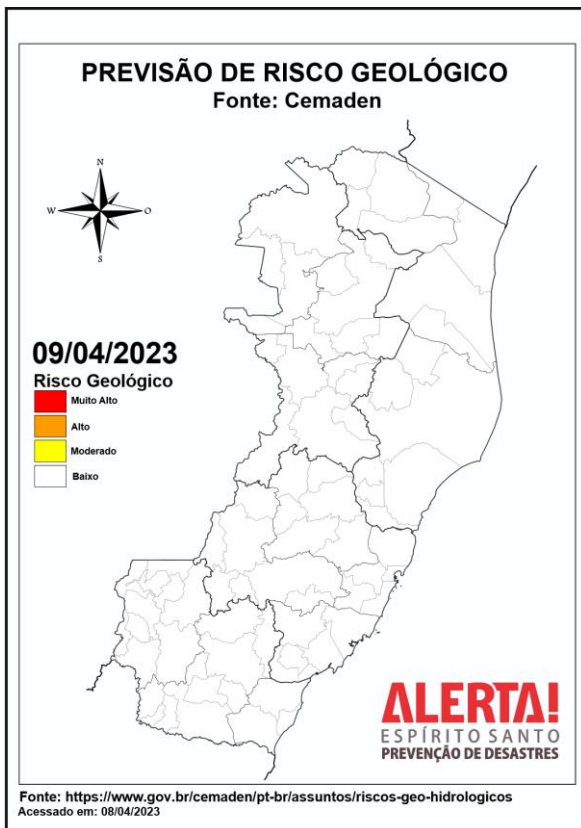 PREVISÃO DE RISCO GEOLÓGICO
Fonte: Cemaden
N
W
O
S
09/04/2023
Risco Geológico
Muito Alto
Alto
Moderado
Baixo
ALERTA!
ESPÍRITO SANTO
PREVENÇÃO DE DESASTRES
Fonte: https://www.gov.br/cemaden/pt-br/assuntos/riscos-geo-hidrologicos
Acessado em: 08/04/2023